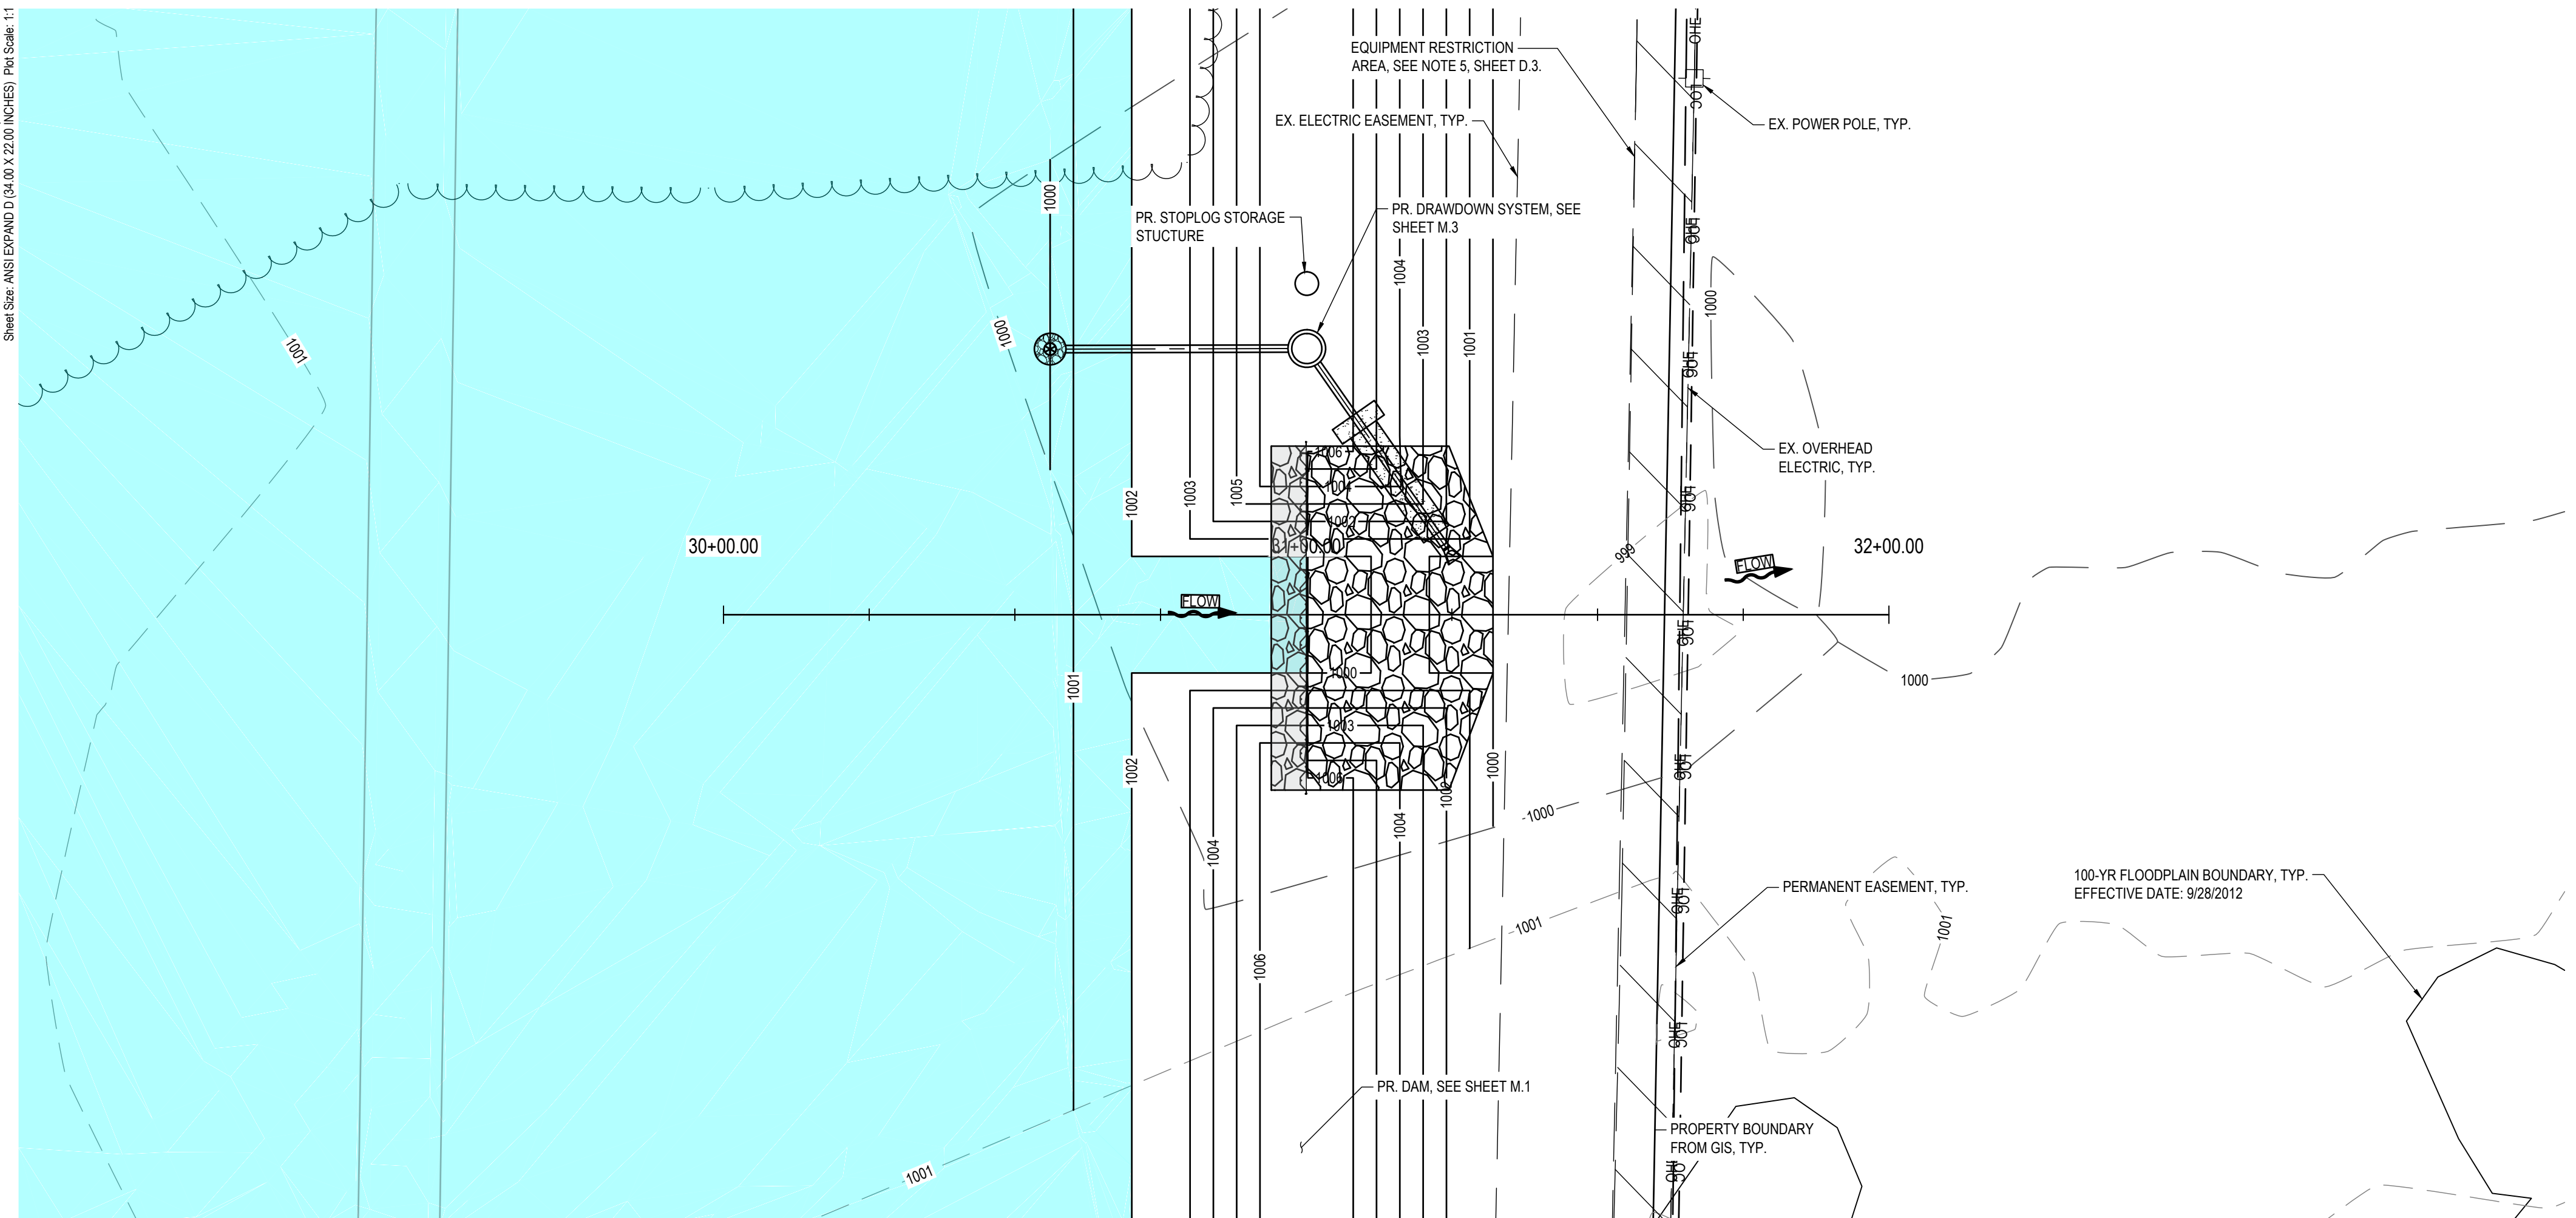 Sheet Size: ANSI EXPAND D (34.00 X 22.00 INCHES)  Plot Scale: 1:1
EQUIPMENT RESTRICTION
AREA, SEE NOTE 5, SHEET D.3.
EX. ELECTRIC EASEMENT, TYP.
EX. POWER POLE, TYP.
OHE
LOC
PR. STOPLOG STORAGE
STUCTURE
PR. DRAWDOWN SYSTEM, SEE
SHEET M.3
1000
1001
1000
1004
1003
1001
1000
OHE
EX. OVERHEAD
ELECTRIC, TYP.
1006
1004
1002
1002
1003
1005
30+00.00
31+00.00
32+00.00
999
FLOW
FLOW
1000
1001
1002
1000
1003
1006
1000
1004
1004
1006
1000
1000
1001
1001
PERMANENT EASEMENT, TYP.
100-YR FLOODPLAIN BOUNDARY, TYP.
EFFECTIVE DATE: 9/28/2012
PR. DAM, SEE SHEET M.1
PROPERTY BOUNDARY
FROM GIS, TYP.
1001